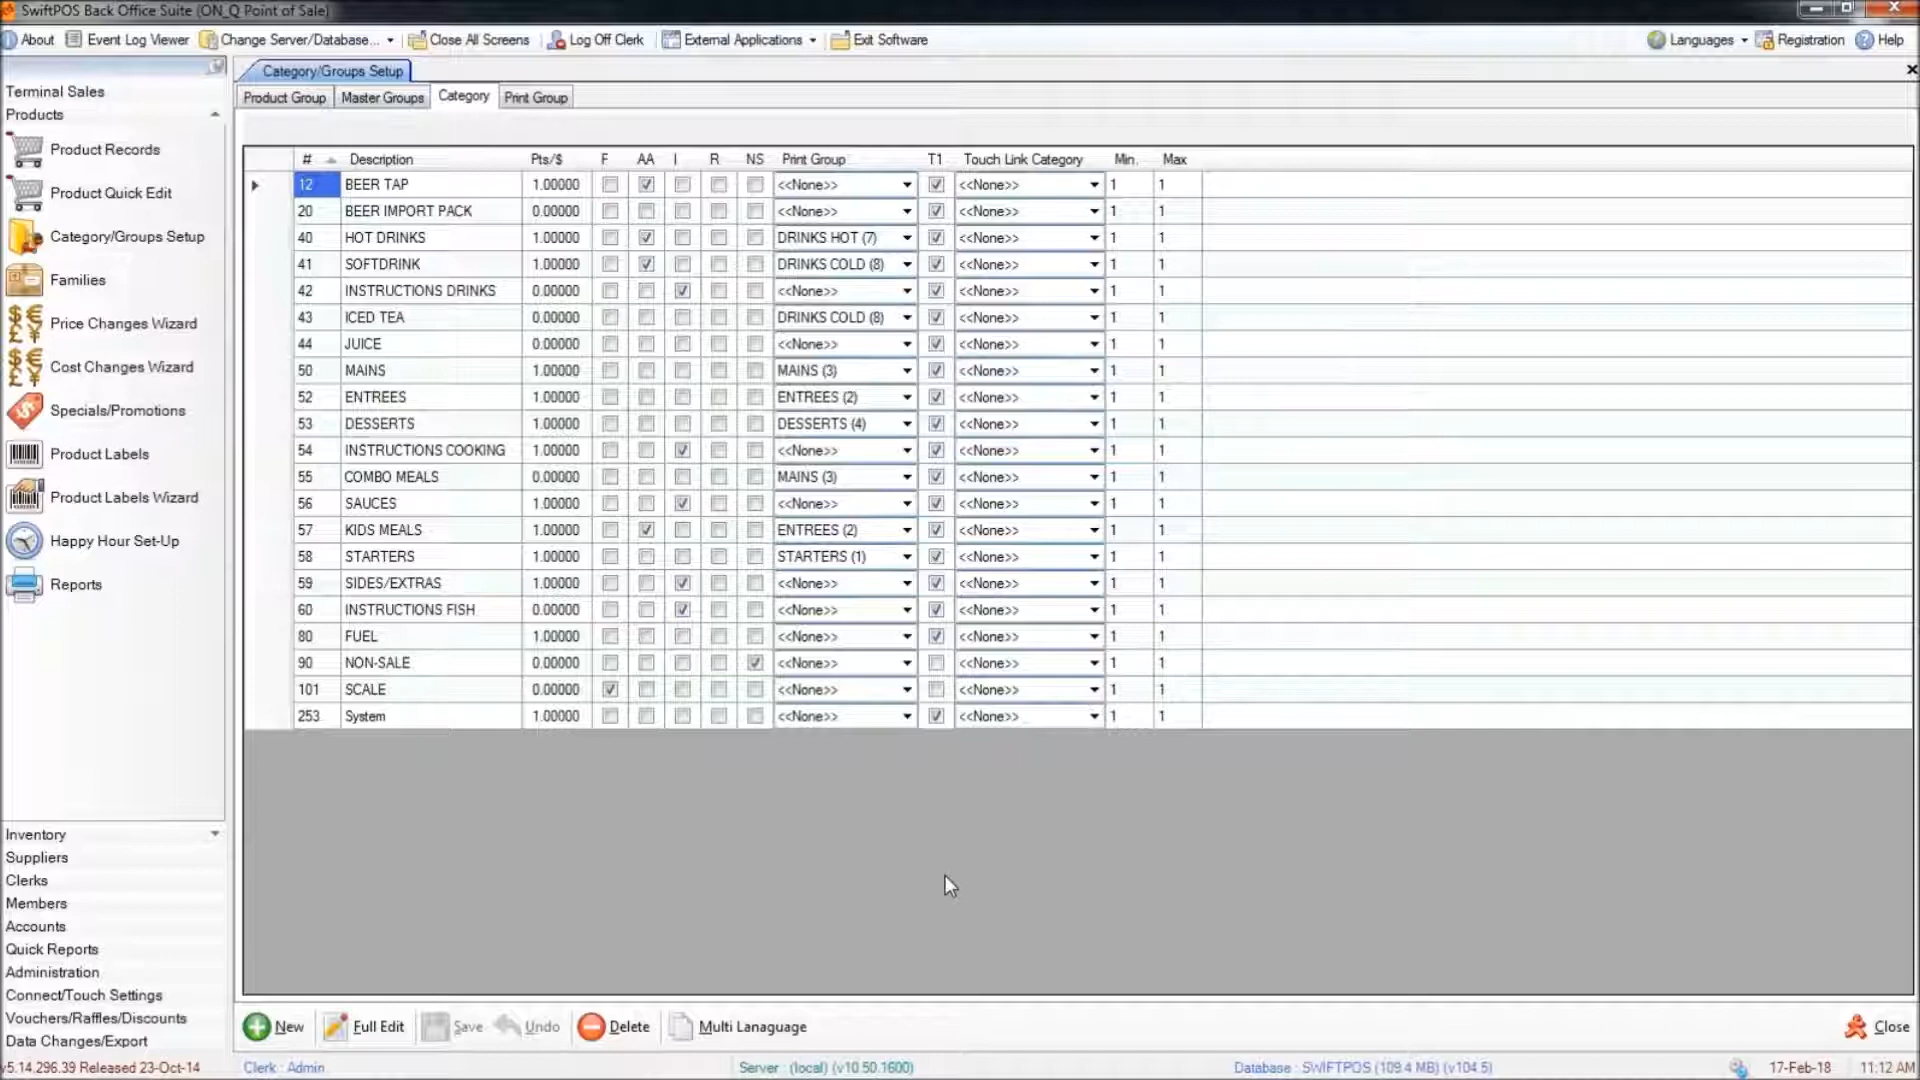 SwiftPOS Back Office Suite (ON_Q Point of Sale)
About Event Log Viewer Change Server/Database... Close All Screens Log Off Clerk External Applications Exit Software Languages Registration Help
Category/Groups Setup
Product Group Master Groups Category Print Group
Terminal Sales
Products
Product Records
Product Quick Edit
Category/Groups Setup
Families
Price Changes Wizard
Cost Changes Wizard
Specials/Promotions
Product Labels
Product Labels Wizard
Happy Hour Set-Up
Reports
Inventory
Suppliers
Clerks
Members
Accounts
Quick Reports
Administration
Connect/Touch Settings
Vouchers/Raffles/Discounts
Data Changes/Export
# Description Pts/$ F AA I R NS Print Group T1 Touch Link Category Min. Max
12 BEER TAP 1.00000 <<None>> <<None>> 1 1
20 BEER IMPORT PACK 0.00000 <<None>> <<None>> 1 1
40 HOT DRINKS 1.00000 DRINKS HOT (7) <<None>> 1 1
41 SOFTDRINK 1.00000 DRINKS COLD (8) <<None>> 1 1
42 INSTRUCTIONS DRINKS 0.00000 <<None>> <<None>> 1 1
43 ICED TEA 0.00000 DRINKS COLD (8) <<None>> 1 1
44 JUICE 0.00000 <<None>> <<None>> 1 1
50 MAINS 1.00000 MAINS (3) <<None>> 1 1
52 ENTREES 1.00000 ENTREES (2) <<None>> 1 1
53 DESSERTS 1.00000 DESSERTS (4) <<None>> 1 1
54 INSTRUCTIONS COOKING 1.00000 <<None>> <<None>> 1 1
55 COMBO MEALS 0.00000 MAINS (3) <<None>> 1 1
56 SAUCES 1.00000 <<None>> <<None>> 1 1
57 KIDS MEALS 1.00000 ENTREES (2) <<None>> 1 1
58 STARTERS 1.00000 STARTERS (1) <<None>> 1 1
59 SIDES/EXTRAS 1.00000 <<None>> <<None>> 1 1
60 INSTRUCTIONS FISH 0.00000 <<None>> <<None>> 1 1
80 FUEL 1.00000 <<None>> <<None>> 1 1
90 NON-SALE 0.00000 <<None>> <<None>> 1 1
101 SCALE 0.00000 <<None>> <<None>> 1 1
253 System 1.00000 <<None>> <<None>> 1 1
New Full Edit Save Undo Delete Multi Lanaguage Close
v5.14.296.39 Released 23-Oct-14 Clerk : Admin Server : (local) (v10.50.1600) Database : SWIFTPOS (109.4 MB) (v104.5) 17-Feb-18 11:12 AM